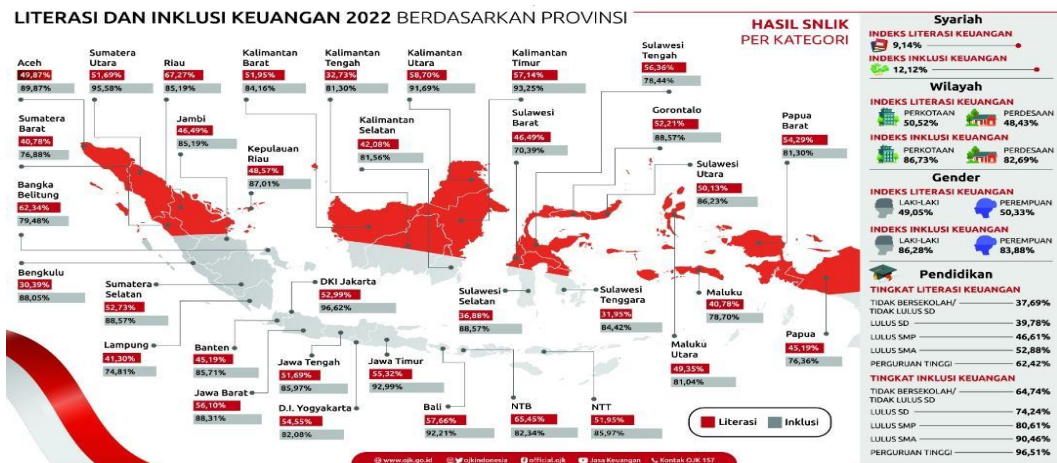 LITERASI DAN INKLUSI KEUANGAN 2022 BERDASARKAN PROVINSI
HASIL SNLIK
PER KATEGORI
Aceh
49,87%
89,87%
Sumatera
Utara
51,69%
95,58%
Riau
67,27%
85,19%
Kalimantan
Barat
51,95%
84,16%
Kalimantan
Tengah
32,73%
81,30%
Kalimantan
Utara
58,70%
91,69%
Kalimantan
Timur
57,14%
93,25%
Sulawesi
Tengah
56,36%
78,44%
Sumatera
Barat
40,78%
76,88%
Jambi
46,49%
85,19%
Kepulauan
Riau
48,57%
87,01%
Kalimantan
Selatan
42,08%
81,56%
Sulawesi
Barat
46,49%
70,39%
Gorontalo
52,21%
88,57%
Papua
Barat
54,29%
81,30%
Bangka
Belitung
62,34%
79,48%
Sulawesi
Utara
50,13%
86,23%
Bengkulu
30,39%
88,05%
Sumatera
Selatan
52,73%
88,57%
DKI Jakarta
52,99%
96,62%
Sulawesi
Selatan
36,88%
88,57%
Sulawesi
Tenggara
31,95%
84,42%
Maluku
40,78%
78,70%
Lampung
41,30%
74,81%
Banten
45,19%
85,71%
Jawa Tengah
51,69%
85,97%
Jawa Timur
55,32%
92,99%
Maluku
Utara
49,35%
81,04%
Papua
45,19%
76,36%
Jawa Barat
56,10%
88,31%
D.I. Yogyakarta
54,55%
82,08%
Bali
57,66%
92,21%
NTB
65,45%
82,34%
NTT
51,95%
85,97%
Literasi
Inklusi
www.ojk.go.id
ojkindonesia
official.ojk
Jasa Keuangan
Kontak OJK 157
Syariah
INDEKS LITERASI KEUANGAN
9,14%
INDEKS INKLUSI KEUANGAN
12,12%
Wilayah
INDEKS LITERASI KEUANGAN
PERKOTAAN PERDESAAN
50,52% 48,43%
INDEKS INKLUSI KEUANGAN
PERKOTAAN PERDESAAN
86,73% 82,69%
Gender
INDEKS LITERASI KEUANGAN
LAKI-LAKI PEREMPUAN
49,05% 50,33%
INDEKS INKLUSI KEUANGAN
LAKI-LAKI PEREMPUAN
86,28% 83,88%
Pendidikan
TINGKAT LITERASI KEUANGAN
TIDAK BERSEKOLAH/ 37,69%
TIDAK LULUS SD
LULUS SD 39,78%
LULUS SMP 46,61%
LULUS SMA 52,88%
PERGURUAN TINGGI 62,42%
TINGKAT INKLUSI KEUANGAN
TIDAK BERSEKOLAH/ 64,74%
TIDAK LULUS SD
LULUS SD 74,24%
LULUS SMP 80,61%
LULUS SMA 90,46%
PERGURUAN TINGGI 96,51%